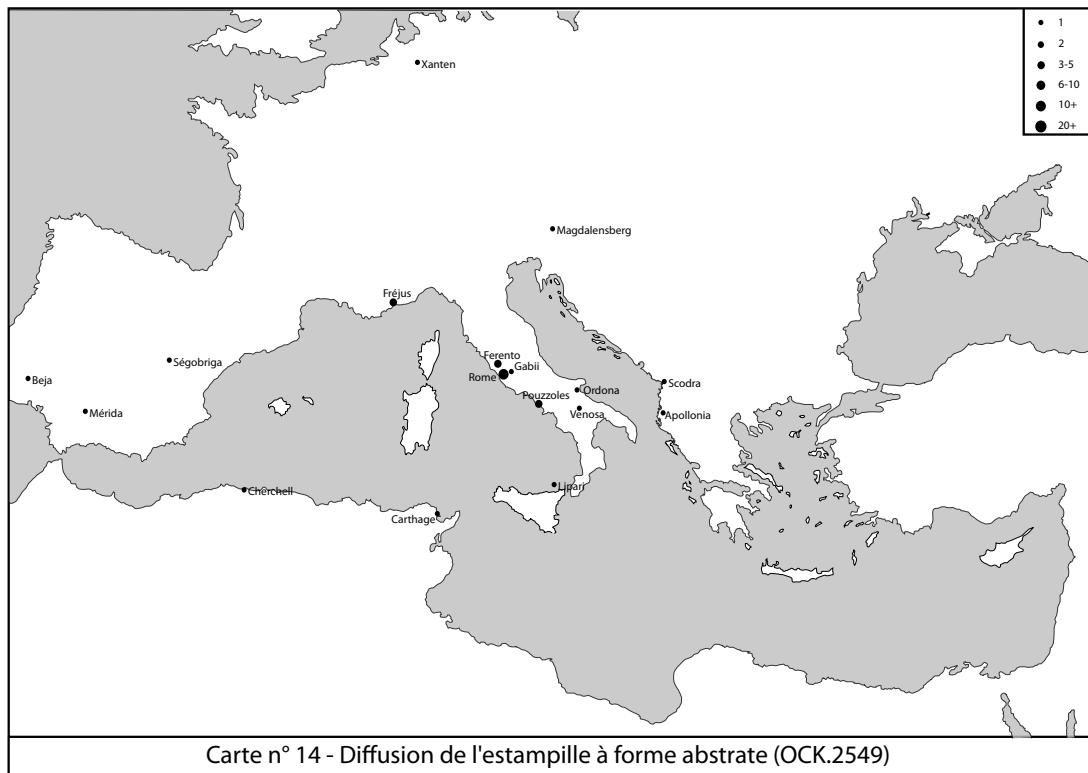 1
2
3-5
6-10
10+
20+
Xanten
Magdalensberg
Fréjus
Ségobriga
Ferento
Gabii
Rome
Beja
Scodra
Ordona
Pouzzoles
Mérida
Venosa
Apollonia
Cherchell
Lipari
Carthage
Carte n° 14 - Diffusion de l'estampille à forme abstrate (OCK.2549)